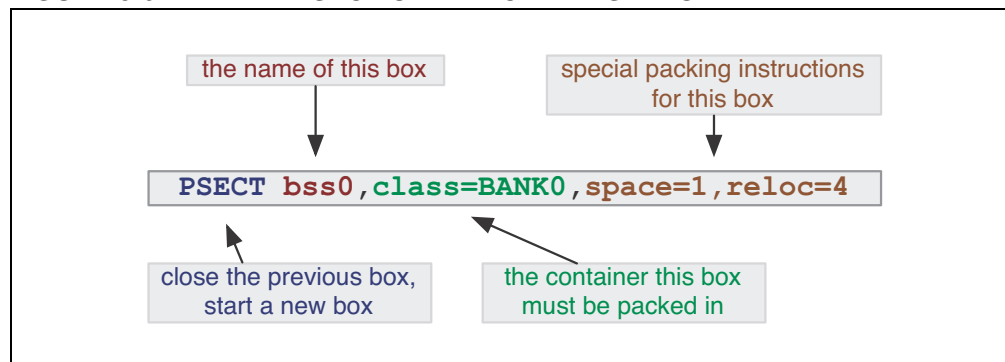 the name of this box
special packing instructions
for this box
PSECT bss0,class=BANK0,space=1,reloc=4
close the previous box,
start a new box
the container this box
must be packed in